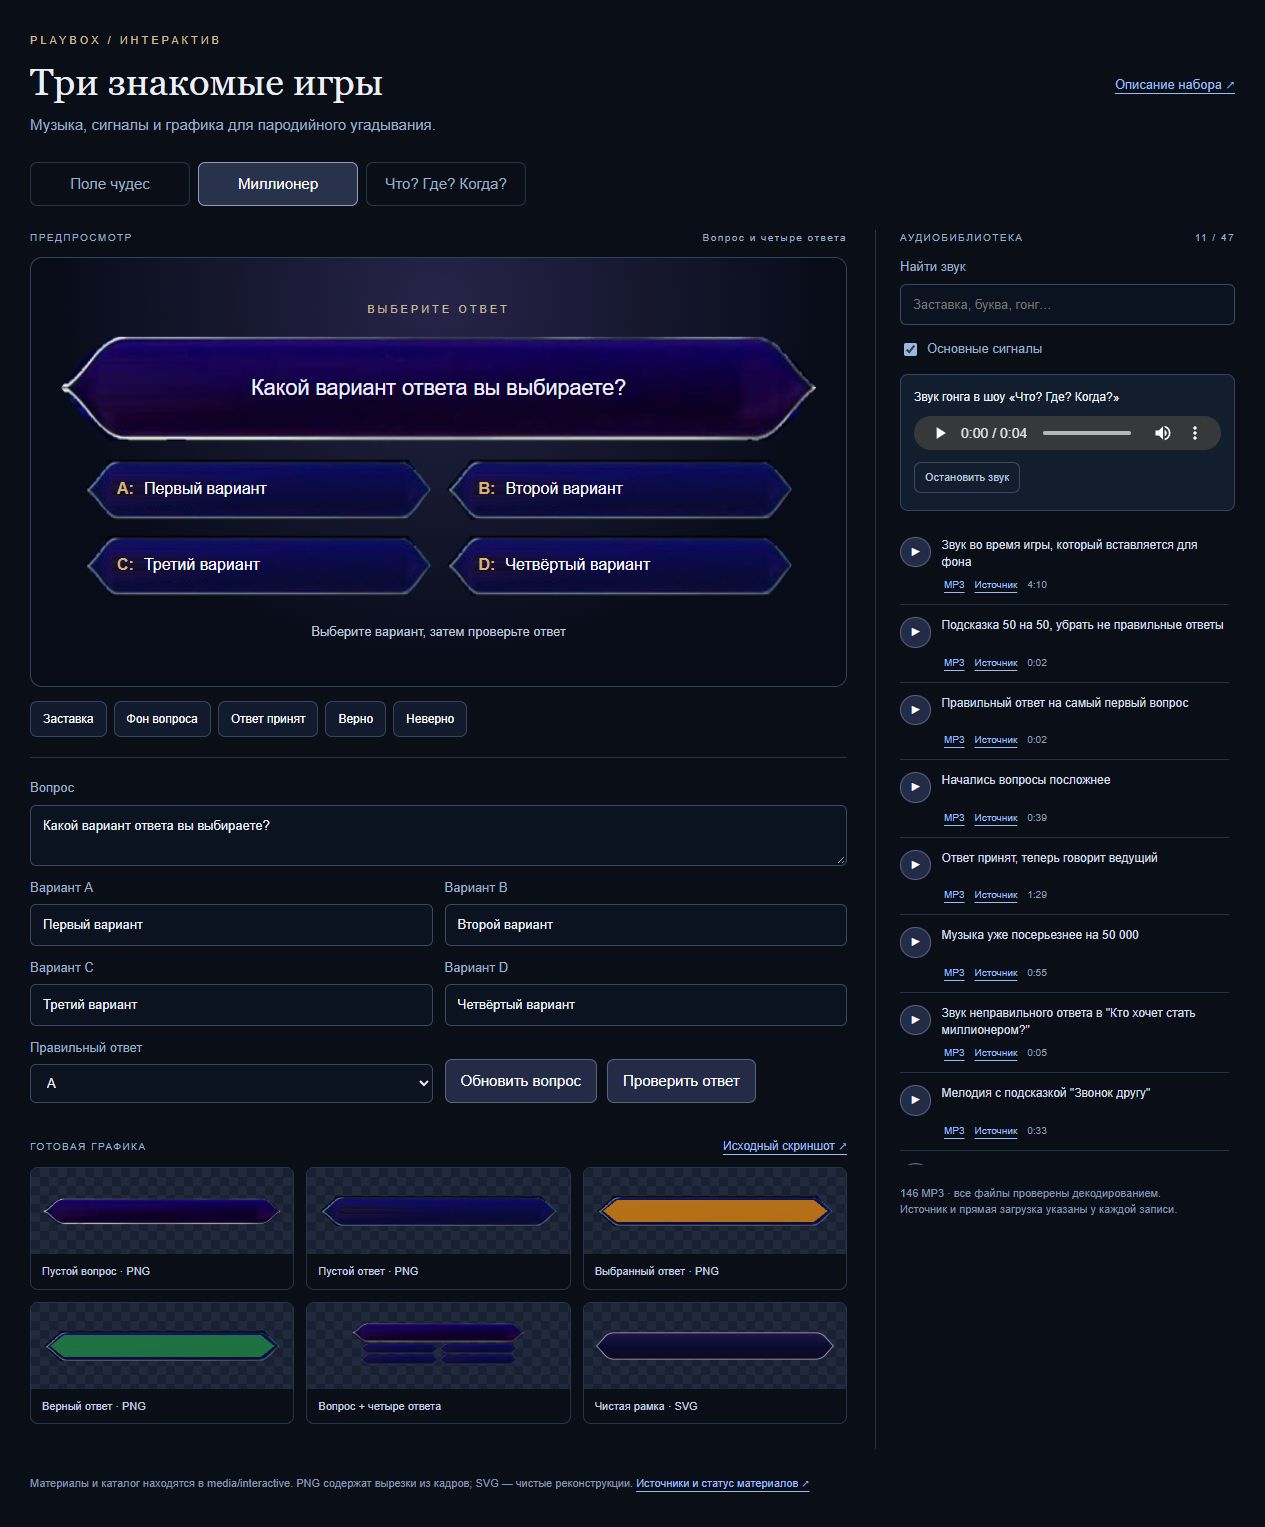 PLAYBOX / ИНТЕРАКТИВ
Три знакомые игры
Описание набора ↗
Музыка, сигналы и графика для пародийного угадывания.
Поле чудес
Миллионер
Что? Где? Когда?
ПРЕДПРОСМОТР
Вопрос и четыре ответа
ВЫБЕРИТЕ ОТВЕТ
Какой вариант ответа вы выбираете?
A: Первый вариант
B: Второй вариант
C: Третий вариант
D: Четвёртый вариант
Выберите вариант, затем проверьте ответ
Заставка
Фон вопроса
Ответ принят
Верно
Неверно
Вопрос
Какой вариант ответа вы выбираете?
Вариант A
Вариант B
Первый вариант
Второй вариант
Вариант C
Вариант D
Третий вариант
Четвёртый вариант
Правильный ответ
A
Обновить вопрос
Проверить ответ
ГОТОВАЯ ГРАФИКА
Исходный скриншот ↗
Пустой вопрос · PNG
Пустой ответ · PNG
Выбранный ответ · PNG
Верный ответ · PNG
Вопрос + четыре ответа
Чистая рамка · SVG
АУДИОБИБЛИОТЕКА
11 / 47
Найти звук
Заставка, буква, гонг...
Основные сигналы
Звук гонга в шоу «Что? Где? Когда?»
0:00 / 0:04
Остановить звук
Звук во время игры, который вставляется для
фона
MP3 Источник 4:10
Подсказка 50 на 50, убрать не правильные ответы
MP3 Источник 0:02
Правильный ответ на самый первый вопрос
MP3 Источник 0:02
Начались вопросы посложнее
MP3 Источник 0:39
Ответ принят, теперь говорит ведущий
MP3 Источник 1:29
Музыка уже посерьезнее на 50 000
MP3 Источник 0:55
Звук неправильного ответа в "Кто хочет стать
миллионером?"
MP3 Источник 0:05
Мелодия с подсказкой "Звонок другу"
MP3 Источник 0:33
146 MP3 · все файлы проверены декодированием.
Источник и прямая загрузка указаны у каждой записи.
Материалы и каталог находятся в media/interactive. PNG содержат вырезки из кадров; SVG — чистые реконструкции. Источники и статус материалов ↗